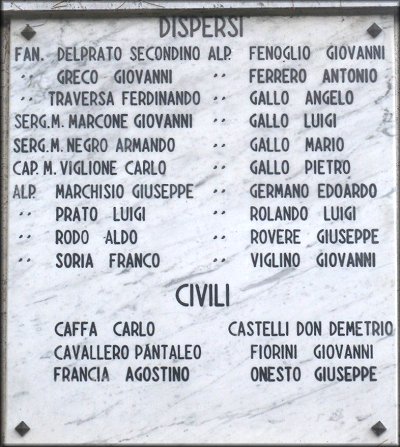 DISPERSI
FAN. DELPRATO SECONDINO ALP. FENOGLIO GIOVANNI
" GRECO GIOVANNI " FERRERO ANTONIO
" TRAVERSA FERDINANDO " GALLO ANGELO
SERG.M. MARCONE GIOVANNI " GALLO LUIGI
SERG.M. NEGRO ARMANDO " GALLO MARIO
CAP. M. VIGLIONE CARLO " GALLO PIETRO
ALP. MARCHISIO GIUSEPPE " GERMANO EDOARDO
" PRATO LUIGI " ROLANDO LUIGI
" RODO ALDO " ROVERE GIUSEPPE
" SORIA FRANCO " VIGLINO GIOVANNI
CIVILI
CAFFA CARLO CASTELLI DON DEMETRIO
CAVALLERO PANTALEO FIORINI GIOVANNI
FRANCIA AGOSTINO ONESTO GIUSEPPE